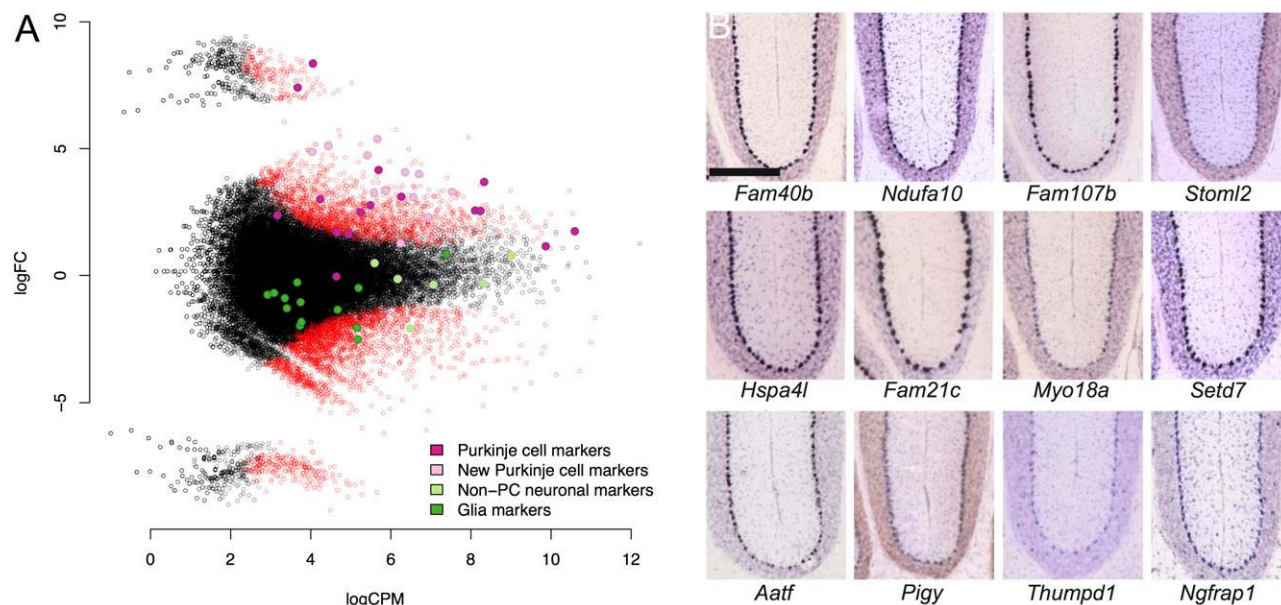 A
10
5
0
−5
logFC
Purkinje cell markers
New Purkinje cell markers
Non−PC neuronal markers
Glia markers
0 2 4 6 8 10 12
logCPM
B
Fam40b Ndufa10 Fam107b Stoml2
Hspa4l Fam21c Myo18a Setd7
Aatf Pigy Thumpd1 Ngfrap1